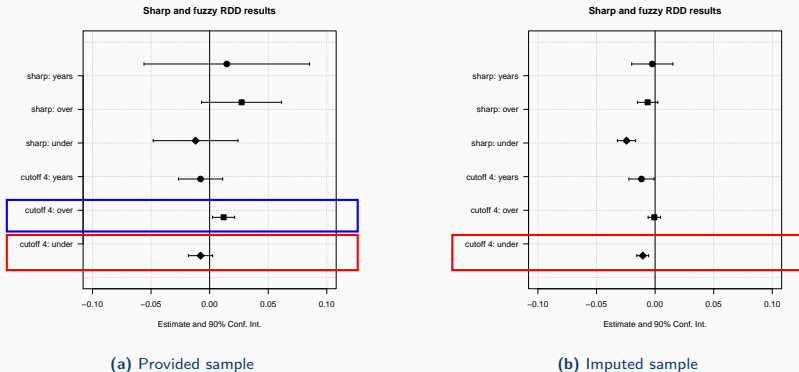 Sharp and fuzzy RDD results
sharp: years
sharp: over
sharp: under
cutoff 4: years
cutoff 4: over
cutoff 4: under
−0.10 −0.05 0.00 0.05 0.10
Estimate and 90% Conf. Int.
(a) Provided sample
Sharp and fuzzy RDD results
sharp: years
sharp: over
sharp: under
cutoff 4: years
cutoff 4: over
cutoff 4: under
−0.10 −0.05 0.00 0.05 0.10
Estimate and 90% Conf. Int.
(b) Imputed sample